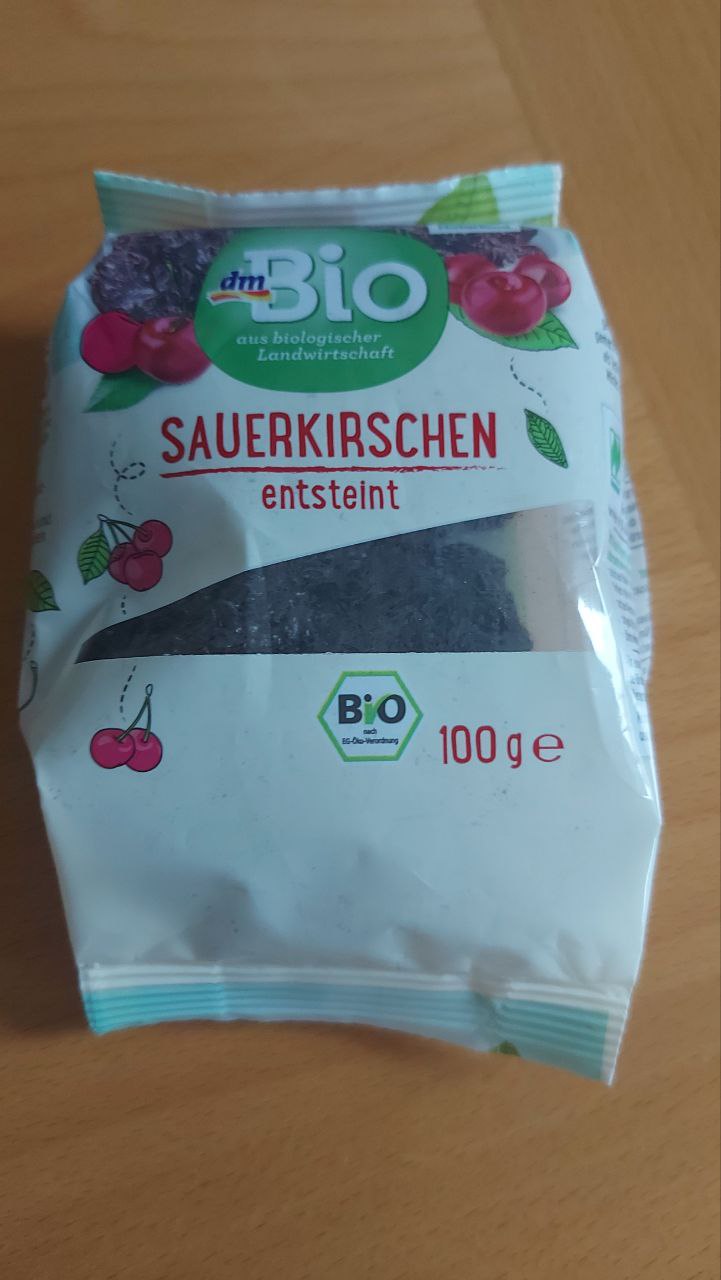 dm
Bio
aus biologischer
Landwirtschaft
SAUERKIRSCHEN
entsteint
BIO
nach
EG-Öko-Verordnung
100 g e